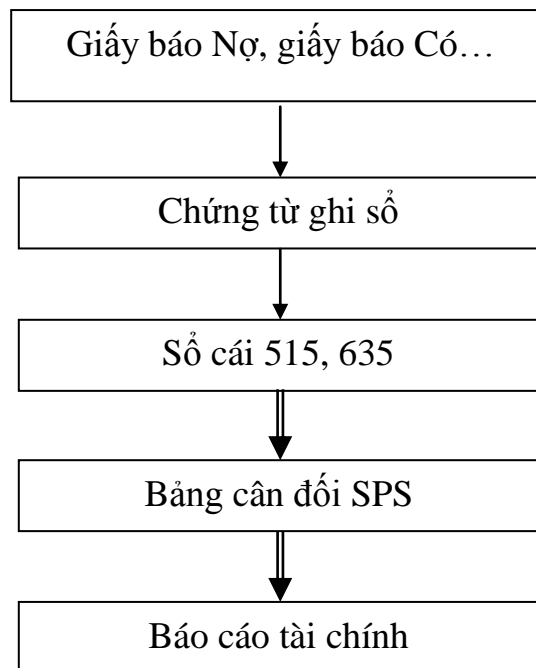 Giấy báo Nợ, giấy báo Có…
Chứng từ ghi sổ
Sổ cái 515, 635
Bảng cân đối SPS
Báo cáo tài chính